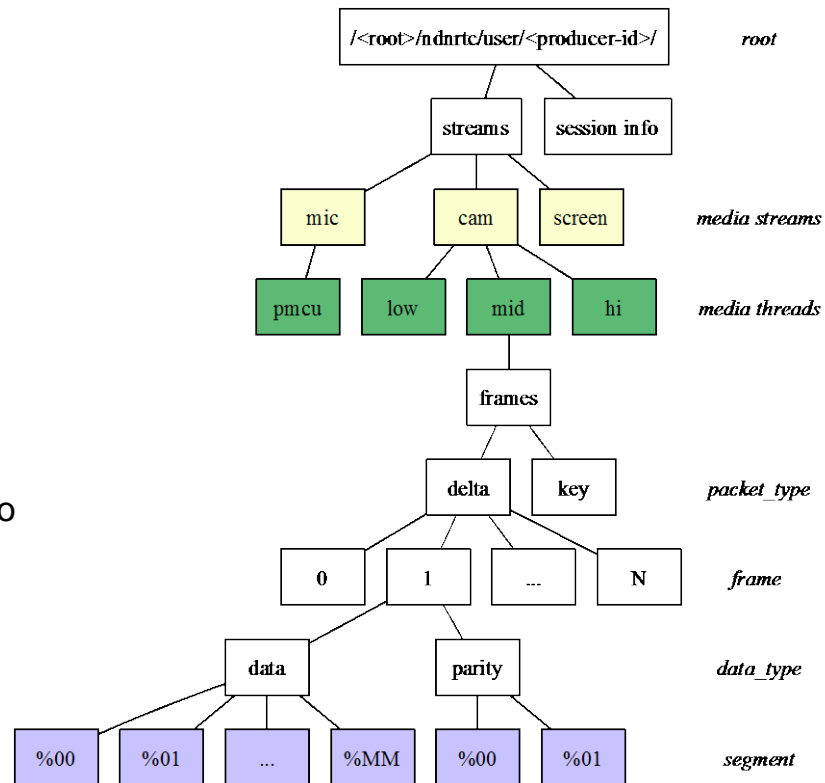 /<root>/ndnrtc/user/<producer-id>/ root
streams session info
mic cam screen media streams
pmcu low mid hi media threads
frames
delta key packet_type
o
0 1 ... N frame
data parity data_type
%00 %01 ... %MM %00 %01 segment